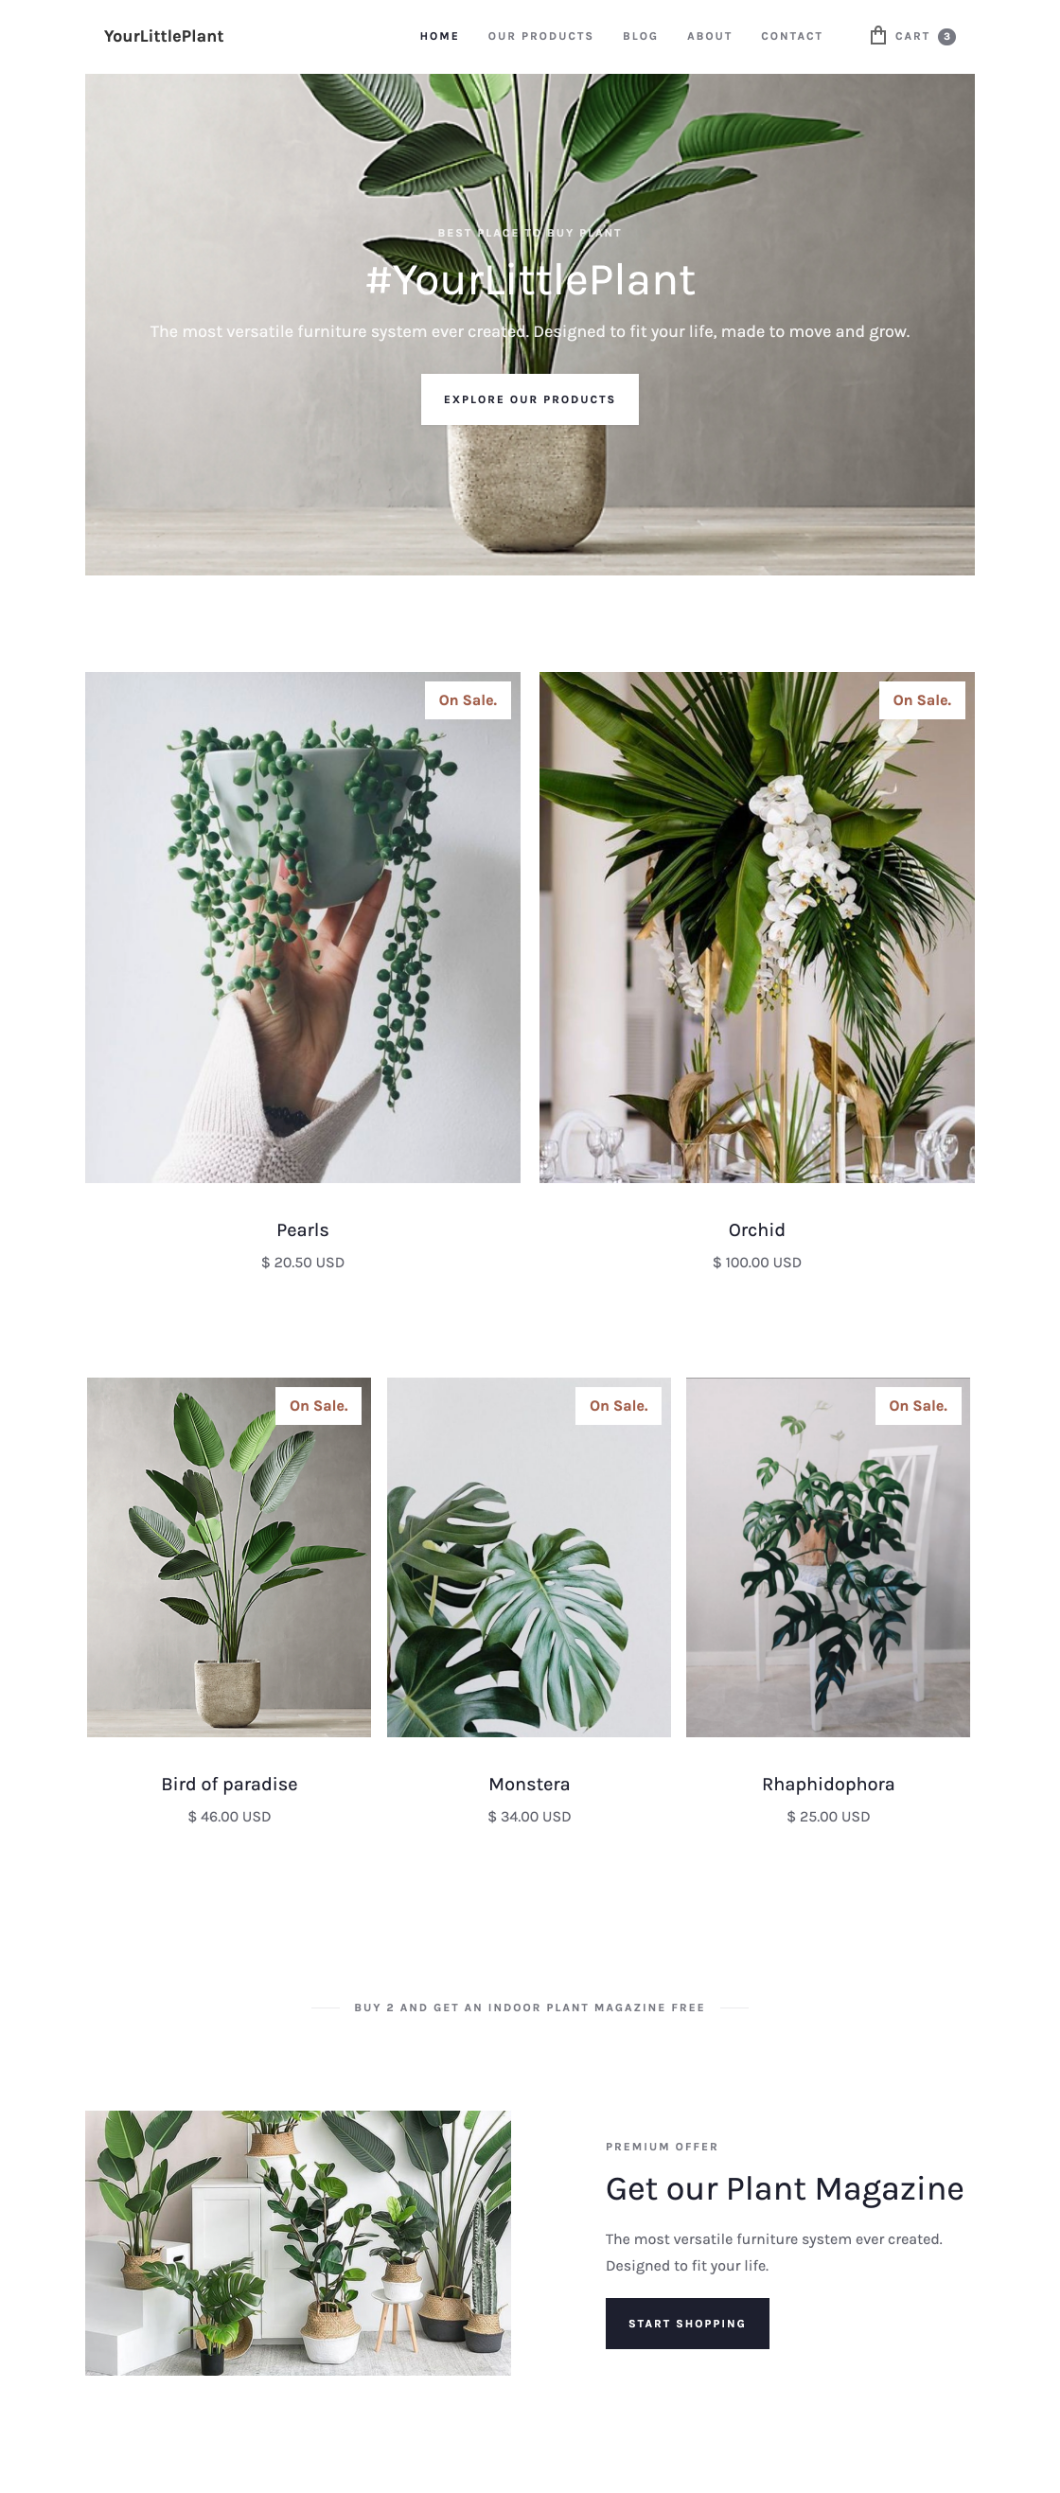 YourLittlePlant
HOME OUR PRODUCTS BLOG ABOUT CONTACT CART 3
BEST PLACE TO BUY PLANT
#YourLittlePlant
The most versatile furniture system ever created. Designed to fit your life, made to move and grow.
EXPLORE OUR PRODUCTS
On Sale.
On Sale.
Pearls
$ 20.50 USD
Orchid
$ 100.00 USD
On Sale.
On Sale.
On Sale.
Bird of paradise
$ 46.00 USD
Monstera
$ 34.00 USD
Rhaphidophora
$ 25.00 USD
BUY 2 AND GET AN INDOOR PLANT MAGAZINE FREE
PREMIUM OFFER
Get our Plant Magazine
The most versatile furniture system ever created.
Designed to fit your life.
START SHOPPING